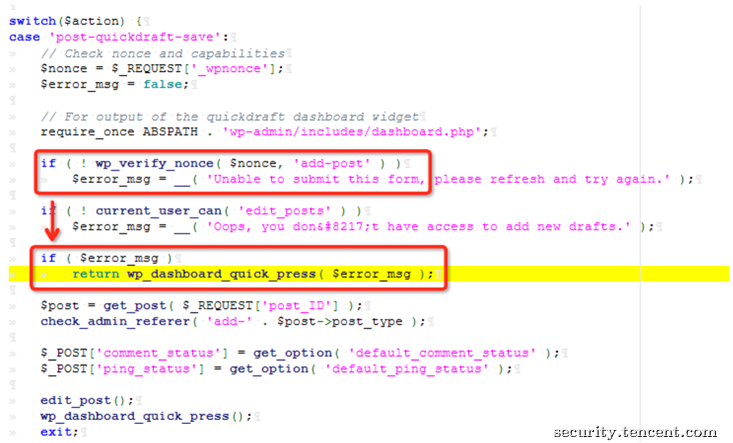 switch($action) {
case 'post-quickdraft-save':
// Check nonce and capabilities
$nonce = $_REQUEST['_wpnonce'];
$error_msg = false;
// For output of the quickdraft dashboard widget
require_once ABSPATH . 'wp-admin/includes/dashboard.php';
if ( ! wp_verify_nonce( $nonce, 'add-post' ) )
$error_msg = __( 'Unable to submit this form, please refresh and try again.' );
if ( ! current_user_can( 'edit_posts' ) )
$error_msg = __( 'Oops, you don&#8217;t have access to add new drafts.' );
if ( $error_msg )
return wp_dashboard_quick_press( $error_msg );
$post = get_post( $_REQUEST['post_ID'] );
check_admin_referer( 'add-' . $post->post_type );
$_POST['comment_status'] = get_option( 'default_comment_status' );
$_POST['ping_status'] = get_option( 'default_ping_status' );
edit_post();
wp_dashboard_quick_press();
exit;
security.tencent.com